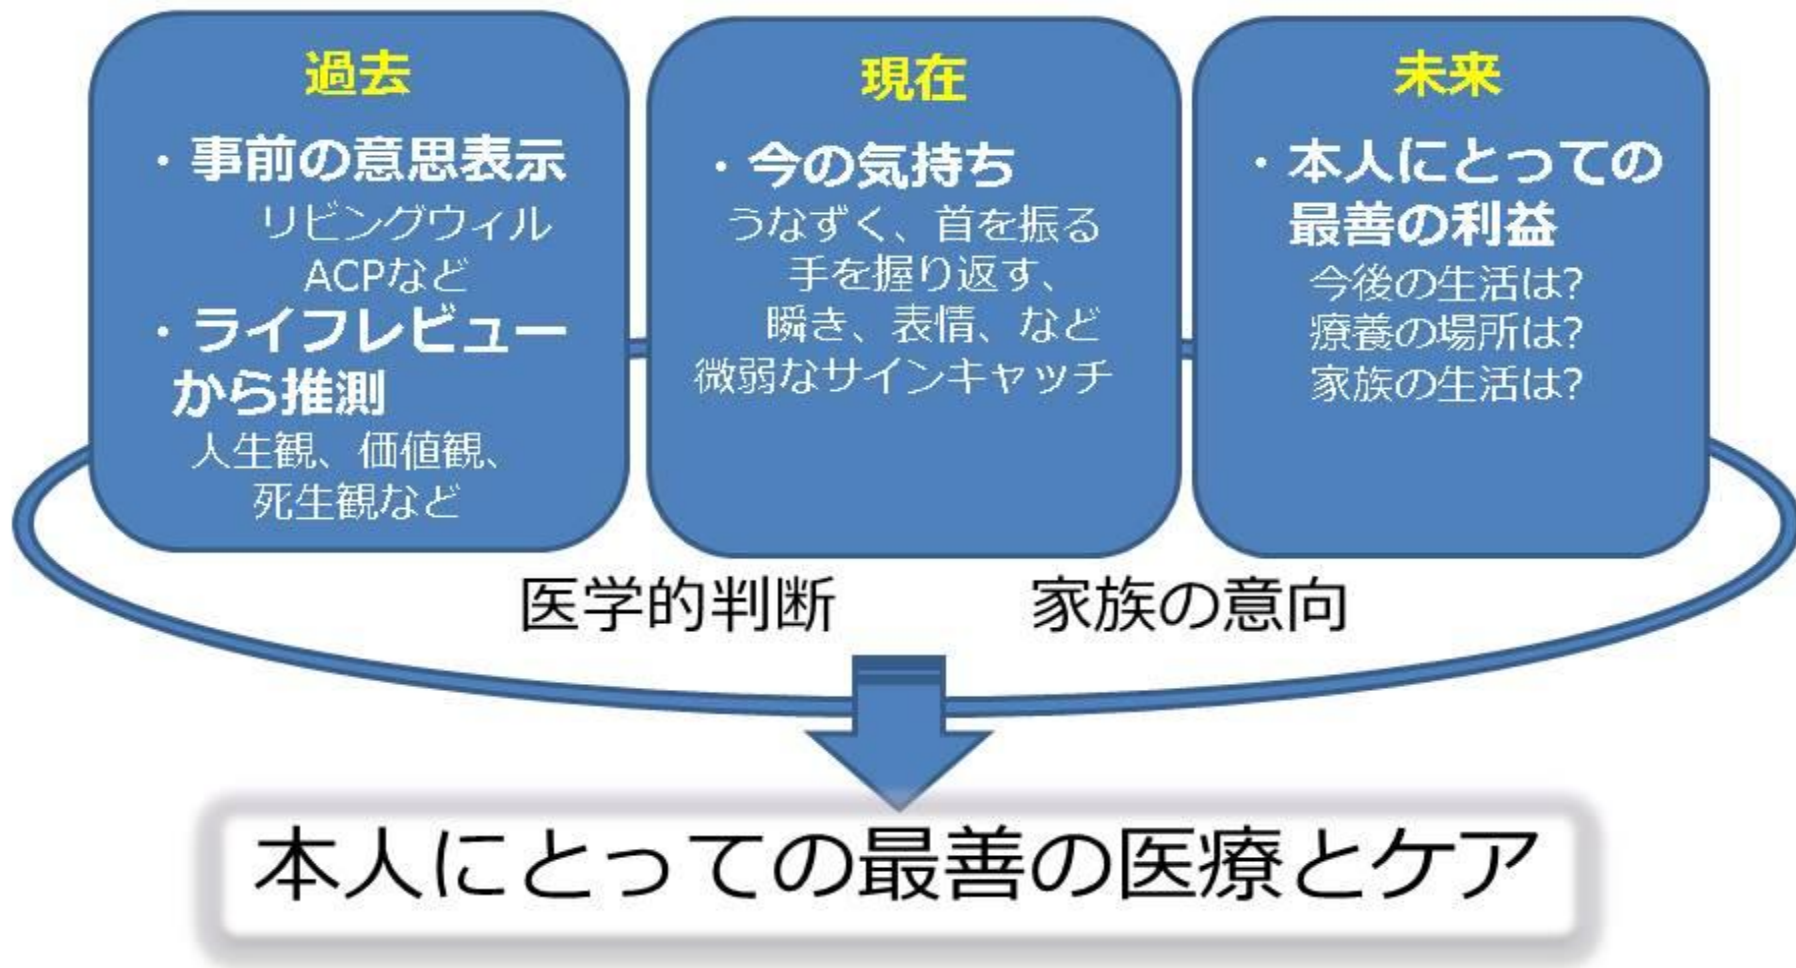 過去
・事前の意思表示
リビングウィル
ACPなど
・ライフレビュー
から推測
人生観、価値観、
死生観など
現在
・今の気持ち
うなずく、首を振る
手を握り返す、
瞬き、表情、など
微弱なサインキャッチ
未来
・本人にとっての
最善の利益
今後の生活は?
療養の場所は?
家族の生活は?
医学的判断 家族の意向
本人にとっての最善の医療とケア